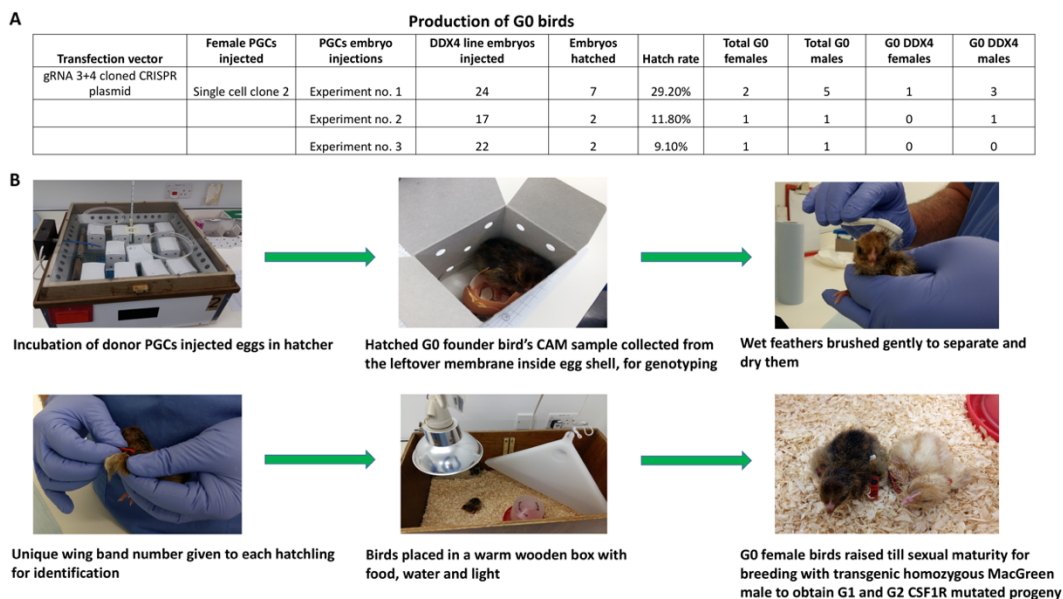 A
Production of G0 birds
Transfection vector Female PGCs injected PGCs embryo injections DDX4 line embryos injected Embryos hatched Hatch rate Total G0 females Total G0 males G0 DDX4 females G0 DDX4 males
gRNA 3+4 cloned CRISPR plasmid Single cell clone 2 Experiment no. 1 24 7 29.20% 2 5 1 3
Experiment no. 2 17 2 11.80% 1 1 0 1
Experiment no. 3 22 2 9.10% 1 1 0 0
B
Incubation of donor PGCs injected eggs in hatcher
Hatched G0 founder bird's CAM sample collected from
the leftover membrane inside egg shell, for genotyping
Wet feathers brushed gently to separate and
dry them
Unique wing band number given to each hatchling
for identification
Birds placed in a warm wooden box with
food, water and light
G0 female birds raised till sexual maturity for
breeding with transgenic homozygous MacGreen
male to obtain G1 and G2 CSF1R mutated progeny